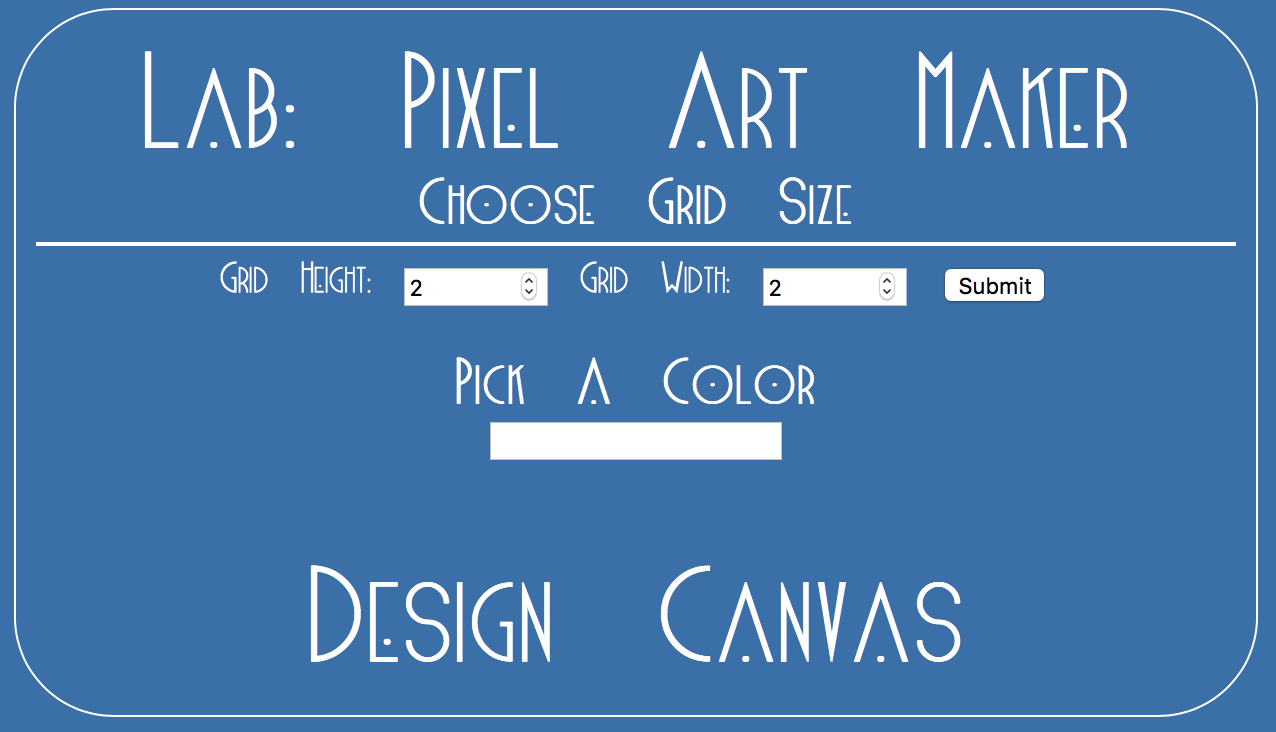 Lab: Pixel Art Maker
Choose Grid Size
Grid Height: 2 Grid Width: 2 Submit
Pick A Color
Design Canvas